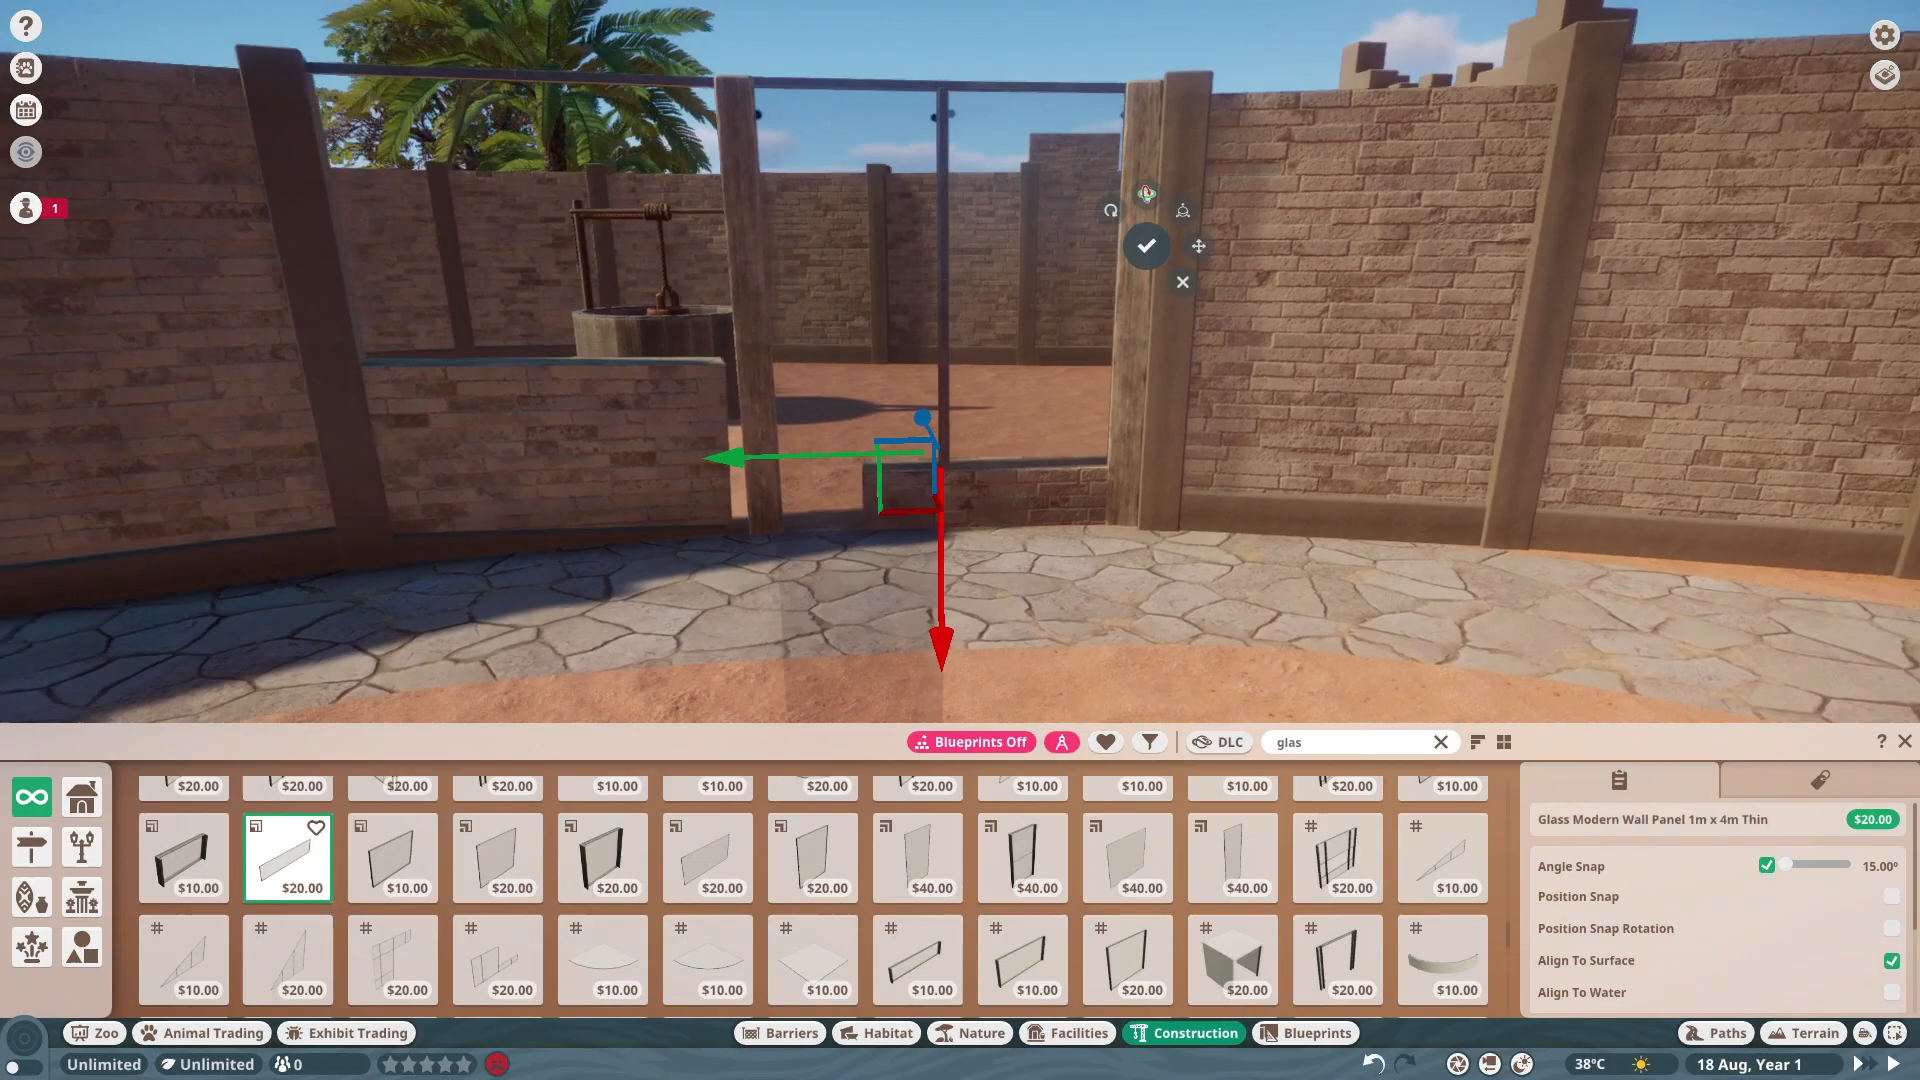 ?
1
Blueprints Off
DLC
glas
?
$20.00 $20.00 $20.00 $20.00 $10.00 $10.00 $20.00 $20.00 $10.00 $10.00 $10.00 $20.00 $10.00
$10.00 $20.00 $10.00 $20.00 $20.00 $20.00 $20.00 $40.00 $40.00 $40.00 $40.00 $20.00 $10.00
$10.00 $20.00 $20.00 $20.00 $10.00 $10.00 $10.00 $10.00 $10.00 $20.00 $20.00 $20.00 $10.00
Glass Modern Wall Panel 1m x 4m Thin $20.00
Angle Snap 15.00º
Position Snap
Position Snap Rotation
Align To Surface
Align To Water
Zoo Animal Trading Exhibit Trading Barriers Habitat Nature Facilities Construction Blueprints Paths Terrain
Unlimited Unlimited 0 38°C 18 Aug, Year 1